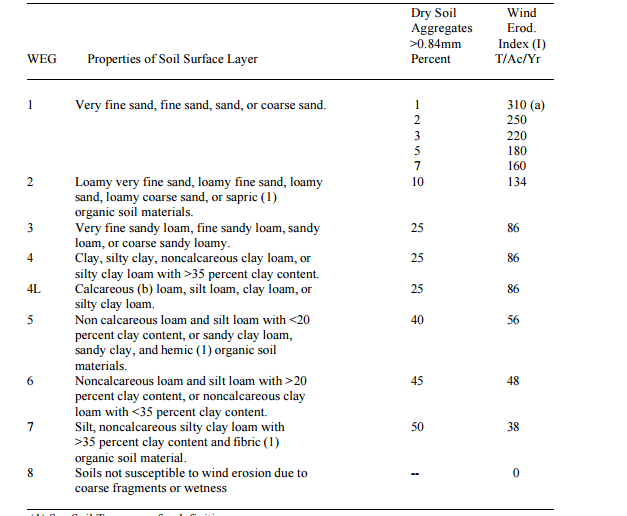 Dry Soil Wind
Aggregates Erod.
>0.84mm Index (I)
WEG Properties of Soil Surface Layer Percent T/Ac/Yr
1 Very fine sand, fine sand, sand, or coarse sand. 1 310 (a)
2 250
3 220
5 180
7 160
2 Loamy very fine sand, loamy fine sand, loamy 10 134
sand, loamy coarse sand, or sapric (1)
organic soil materials.
3 Very fine sandy loam, fine sandy loam, sandy 25 86
loam, or coarse sandy loamy.
4 Clay, silty clay, noncalcareous clay loam, or 25 86
silty clay loam with >35 percent clay content.
4L Calcareous (b) loam, silt loam, clay loam, or 25 86
silty clay loam.
5 Non calcareous loam and silt loam with <20 40 56
percent clay content, or sandy clay loam,
sandy clay, and hemic (1) organic soil
materials.
6 Noncalcareous loam and silt loam with >20 45 48
percent clay content, or noncalcareous clay
loam with <35 percent clay content.
7 Silt, noncalcareous silty clay loam with 50 38
>35 percent clay content and fibric (1)
organic soil material.
8 Soils not susceptible to wind erosion due to -- 0
coarse fragments or wetness